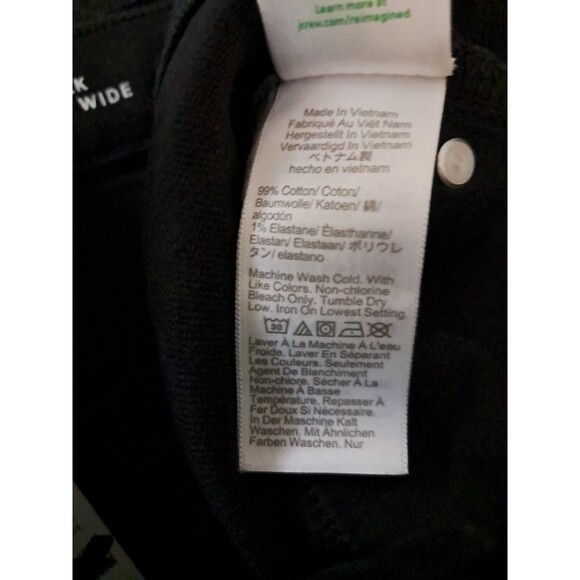 Learn more at
jcrew.com/reimagined
K
WIDE
Made In Vietnam
Fabriqué Au Viêt Nam
Hergestellt In Vietnam
Vervaardigd In Vietnam
ベトナム製
hecho en vietnam
99% Cotton/ Coton/
Baumwolle/ Katoen/ 綿/
algodón
1% Elastane/ Élasthanne/
Elastan/ Elastaan/ ポリウレ
タン/ elastano
Machine Wash Cold. With
Like Colors. Non-chlorine
Bleach Only. Tumble Dry
Low. Iron On Lowest Setting.
30
Laver À La Machine À L'eau
Froide. Laver En Séparant
Les Couleurs. Seulement
Agent De Blanchiment
Non-chlore. Sécher À La
Machine À Basse
Température. Repasser À
Fer Doux Si Nécessaire.
In Der Maschine Kalt
Waschen. Mit Ähnlichen
Farben Waschen. Nur